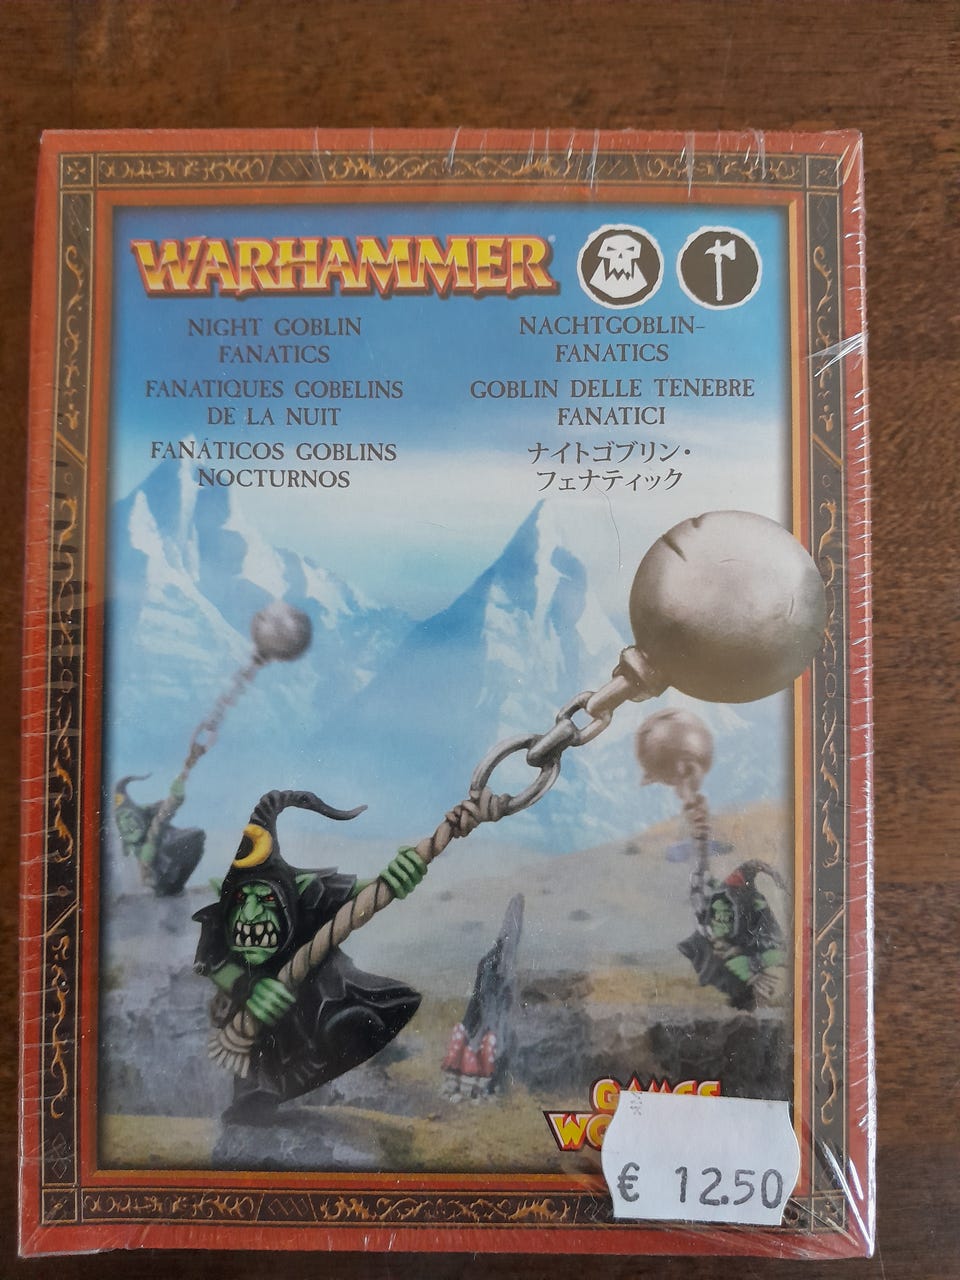 WARHAMMER®
NIGHT GOBLIN
FANATICS
FANATIQUES GOBELINS
DE LA NUIT
FANÁTICOS GOBLINS
NOCTURNOS
NACHTGOBLIN-
FANATICS
GOBLIN DELLE TENEBRE
FANATICI
ナイトゴブリン・
フェナティック
GAMES
€ 12.50